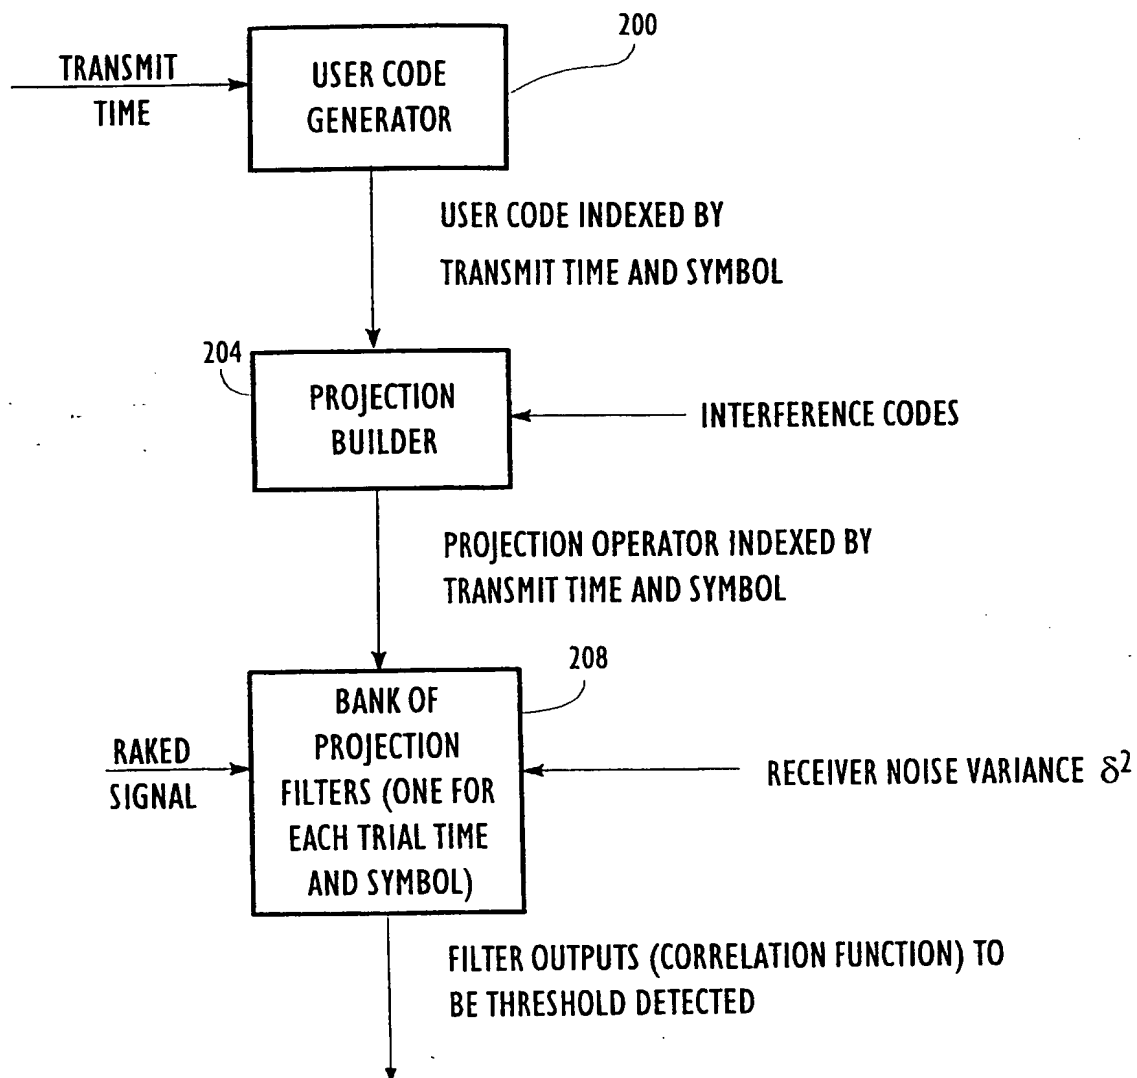 200
TRANSMIT
TIME
USER CODE
GENERATOR
USER CODE INDEXED BY
TRANSMIT TIME AND SYMBOL
204
PROJECTION
BUILDER
INTERFERENCE CODES
PROJECTION OPERATOR INDEXED BY
TRANSMIT TIME AND SYMBOL
208
BANK OF
PROJECTION
FILTERS (ONE FOR
EACH TRIAL TIME
AND SYMBOL)
RAKED
SIGNAL
RECEIVER NOISE VARIANCE δ²
FILTER OUTPUTS (CORRELATION FUNCTION) TO
BE THRESHOLD DETECTED